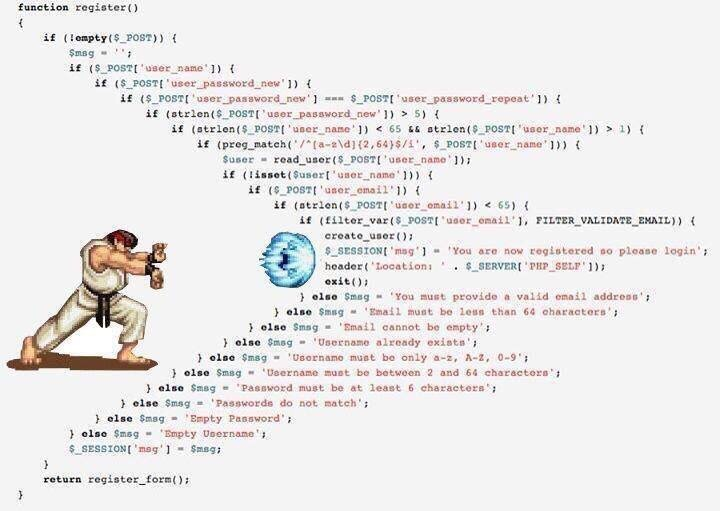 function register()
{
    if (!empty($_POST)) {
        $msg = '';
        if ($_POST['user_name']) {
            if ($_POST['user_password_new']) {
                if ($_POST['user_password_new'] === $_POST['user_password_repeat']) {
                    if (strlen($_POST['user_password_new']) > 5) {
                        if (strlen($_POST['user_name']) < 65 && strlen($_POST['user_name']) > 1) {
                            if (preg_match('/^[a-z\d]{2,64}$/i', $_POST['user_name'])) {
                                $user = read_user($_POST['user_name']);
                                if (!isset($user['user_name'])) {
                                    if ($_POST['user_email']) {
                                        if (strlen($_POST['user_email']) < 65) {
                                            if (filter_var($_POST['user_email'], FILTER_VALIDATE_EMAIL)) {
                                                create_user();
                                                $_SESSION['msg'] = 'You are now registered so please login';
                                                header('Location: ' . $_SERVER['PHP_SELF']);
                                                exit();
                                            } else $msg = 'You must provide a valid email address';
                                        } else $msg = 'Email must be less than 64 characters';
                                    } else $msg = 'Email cannot be empty';
                                } else $msg = 'Username already exists';
                            } else $msg = 'Username must be only a-z, A-Z, 0-9';
                        } else $msg = 'Username must be between 2 and 64 characters';
                    } else $msg = 'Password must be at least 6 characters';
                } else $msg = 'Passwords do not match';
            } else $msg = 'Empty Password';
        } else $msg = 'Empty Username';
        $_SESSION['msg'] = $msg;
    }
    return register_form();
}